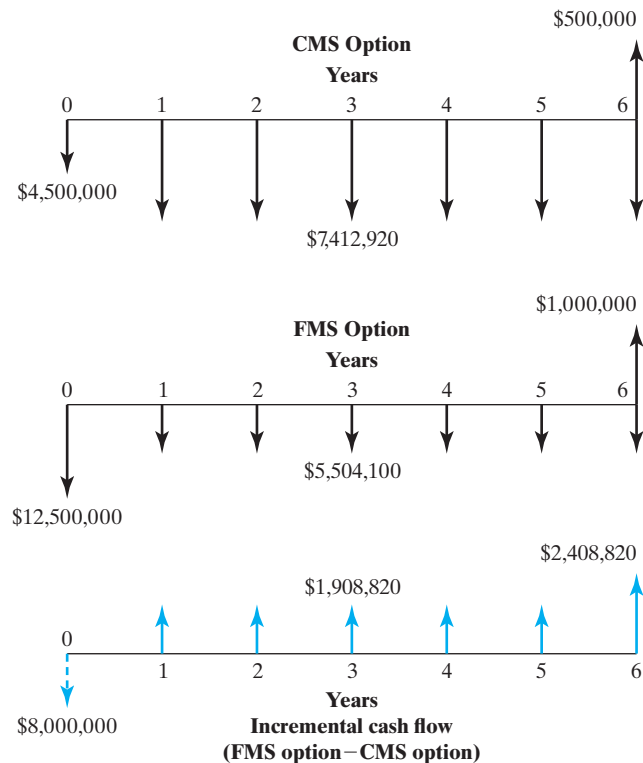 $500,000
CMS Option
Years
0 1 2 3 4 5 6
$4,500,000
$7,412,920
$1,000,000
FMS Option
Years
0 1 2 3 4 5 6
$5,504,100
$12,500,000
$2,408,820
$1,908,820
0
1 2 3 4 5 6
Years
$8,000,000
Incremental cash flow
(FMS option−CMS option)